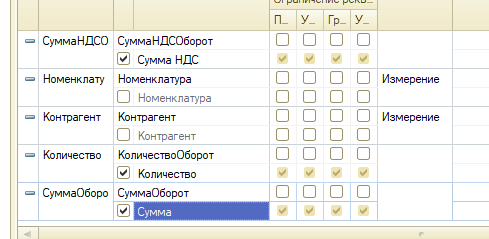 Ограничение рекв...
П... У... Гр... У...
СуммаНДСО СуммаНДСОборот
Сумма НДС
Номенклату Номенклатура Измерение
Номенклатура
Контрагент Контрагент Измерение
Контрагент
Количество КоличествоОборот
Количество
СуммаОборо СуммаОборот
Сумма